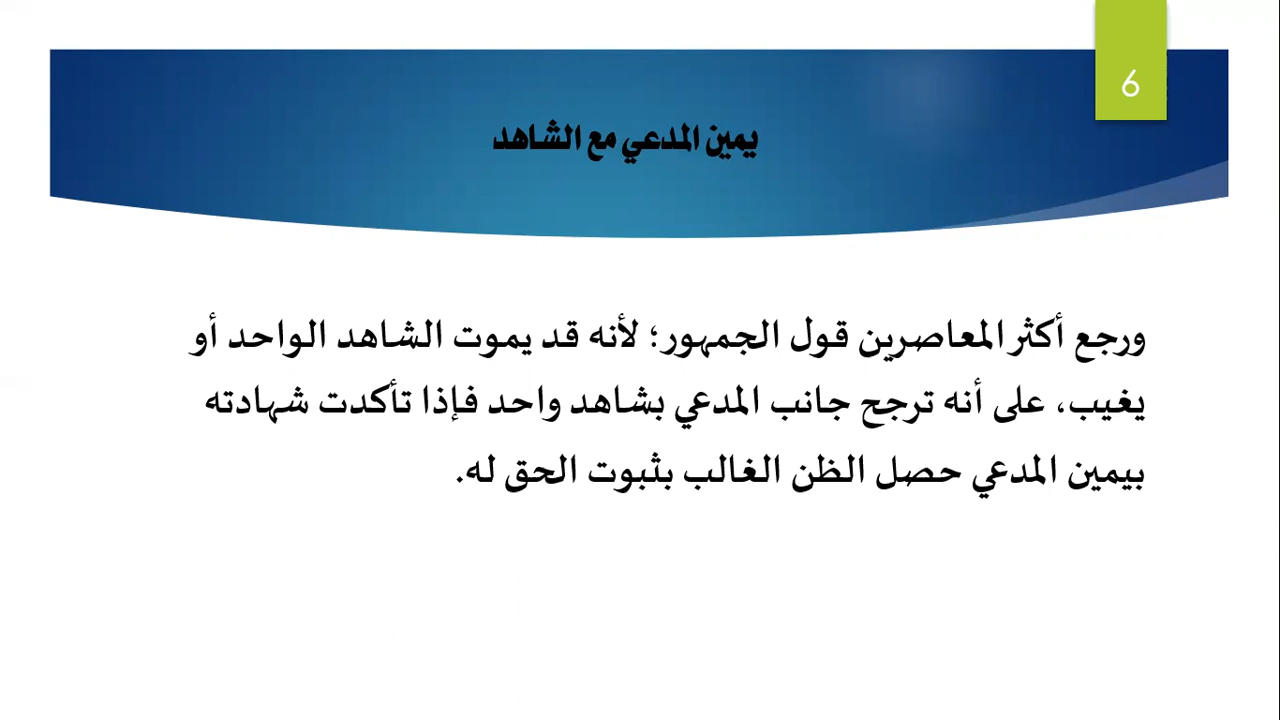 6
يمين المدعي مع الشاهد
ورجع أكثر المعاصرين قول الجمهور؛ لأنه قد يموت الشاهد الواحد أو
يغيب، على أنه ترجح جانب المدعي بشاهد واحد فإذا تأكدت شهادته
بيمين المدعي حصل الظن الغالب بثبوت الحق له.